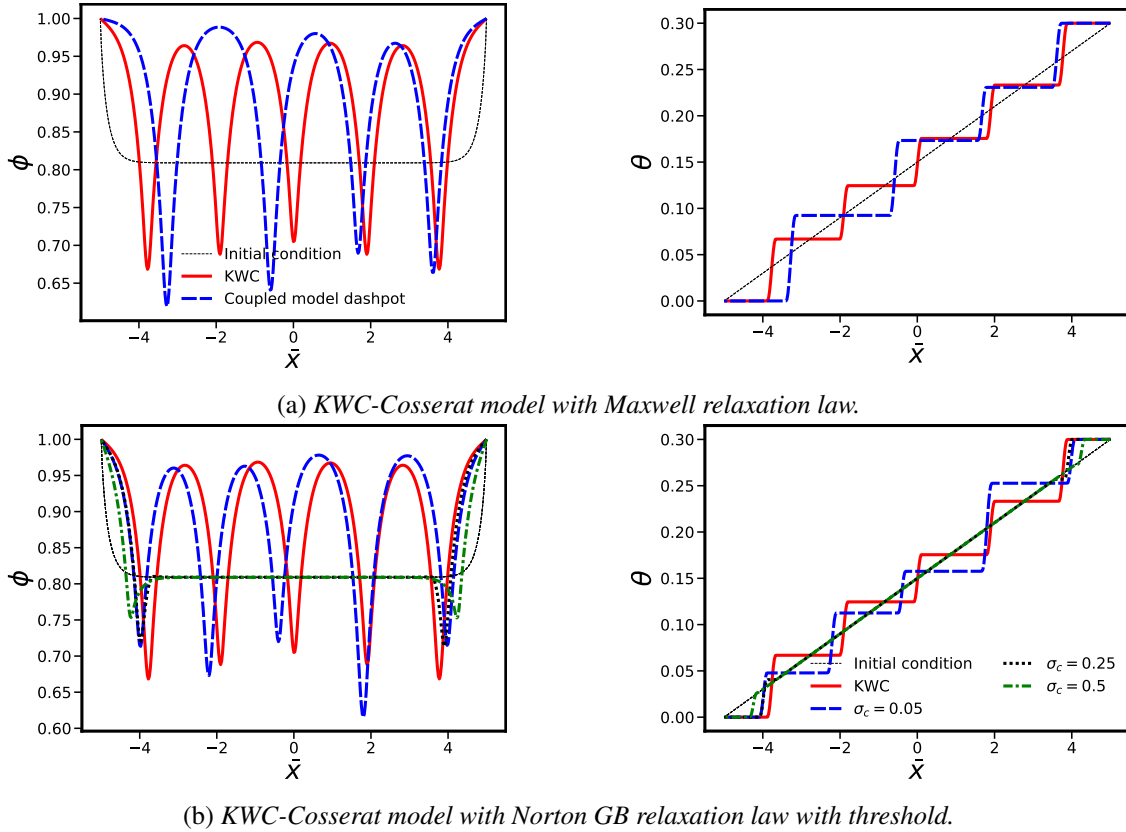 1.00
0.95
0.90
0.85
0.80
0.75
0.70
0.65
ϕ
−4 −2 0 2 4
x̄
Initial condition
KWC
Coupled model dashpot
0.30
0.25
0.20
0.15
0.10
0.05
0.00
θ
−4 −2 0 2 4
x̄
(a) KWC-Cosserat model with Maxwell relaxation law.
1.00
0.95
0.90
0.85
0.80
0.75
0.70
0.65
0.60
ϕ
−4 −2 0 2 4
x̄
0.30
0.25
0.20
0.15
0.10
0.05
0.00
θ
Initial condition
KWC
σc = 0.05
σc = 0.25
σc = 0.5
−4 −2 0 2 4
x̄
(b) KWC-Cosserat model with Norton GB relaxation law with threshold.